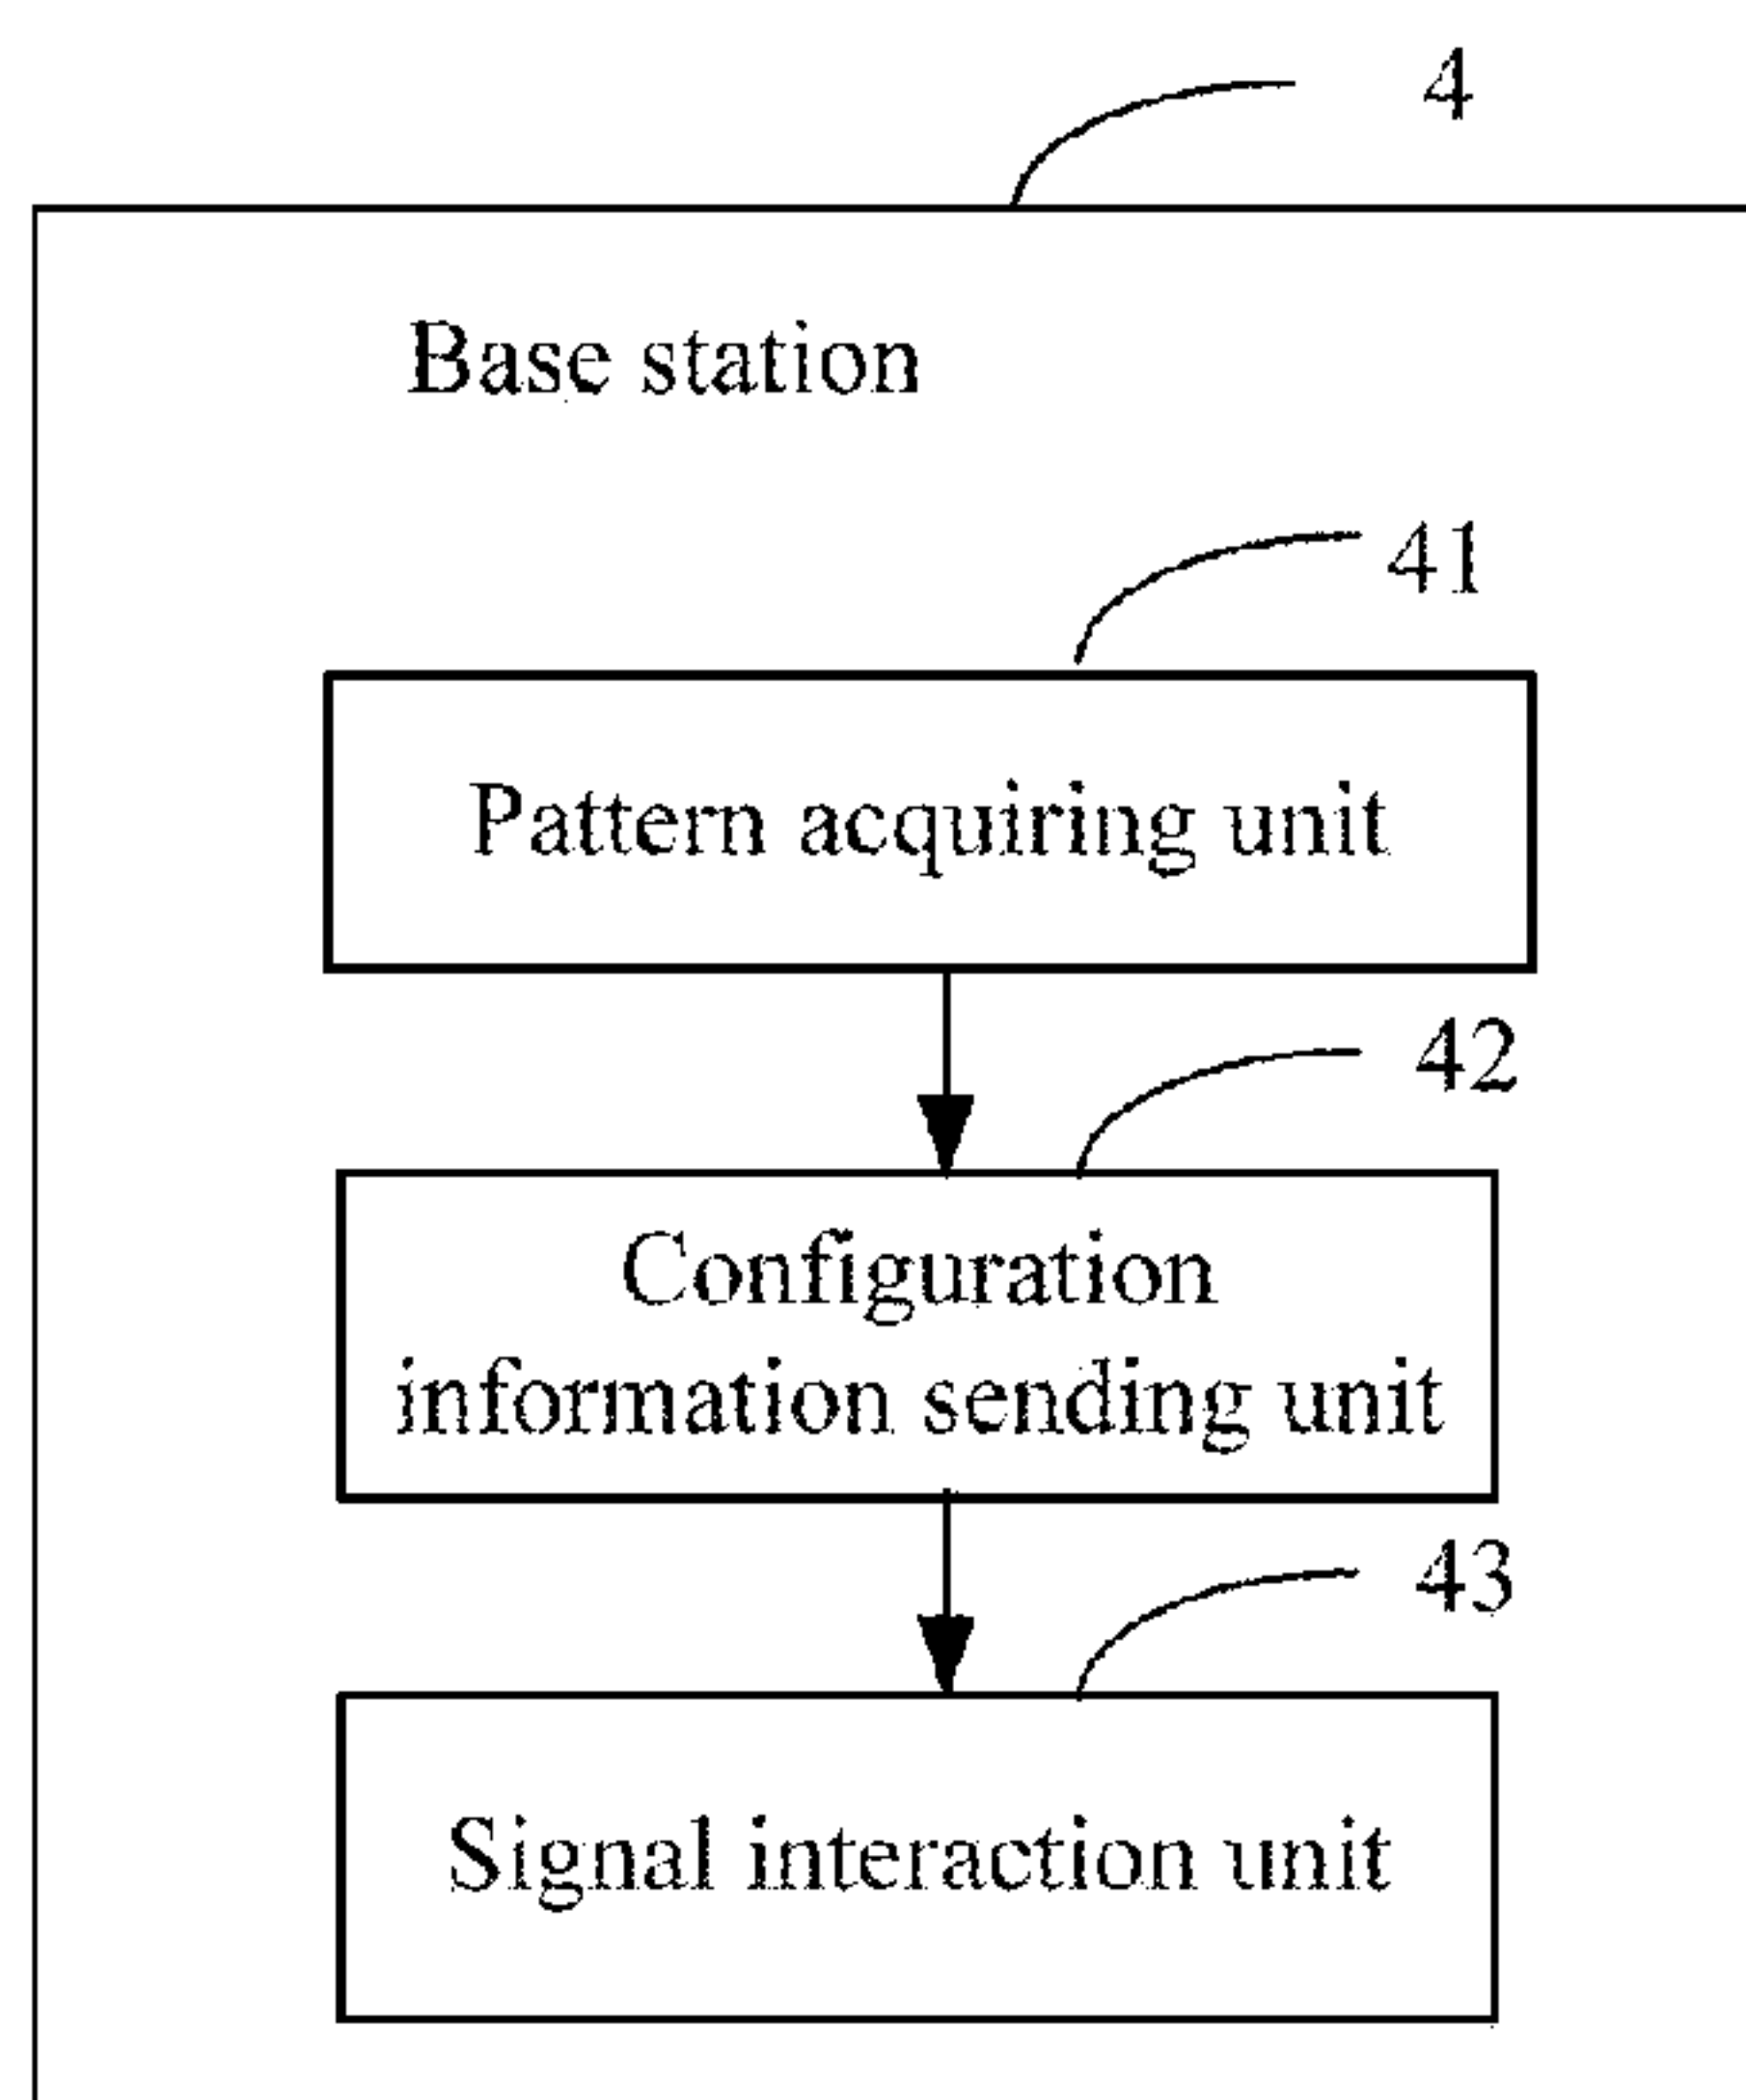 4
Base station
41
Pattern acquiring unit
42
Configuration
information sending unit
43
Signal interaction unit